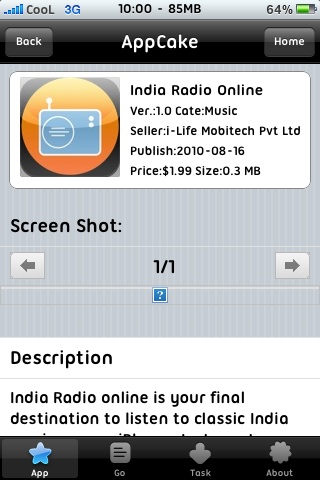 CooL 3G 10:00 - 85MB 64%
Back AppCake Home
India Radio Online
Ver.:1.0 Cate:Music
Seller:i-Life Mobitech Pvt Ltd
Publish:2010-08-16
Price:$1.99 Size:0.3 MB
Screen Shot:
1/1
?
Description
India Radio online is your final
destination to listen to classic India
App Go Task About